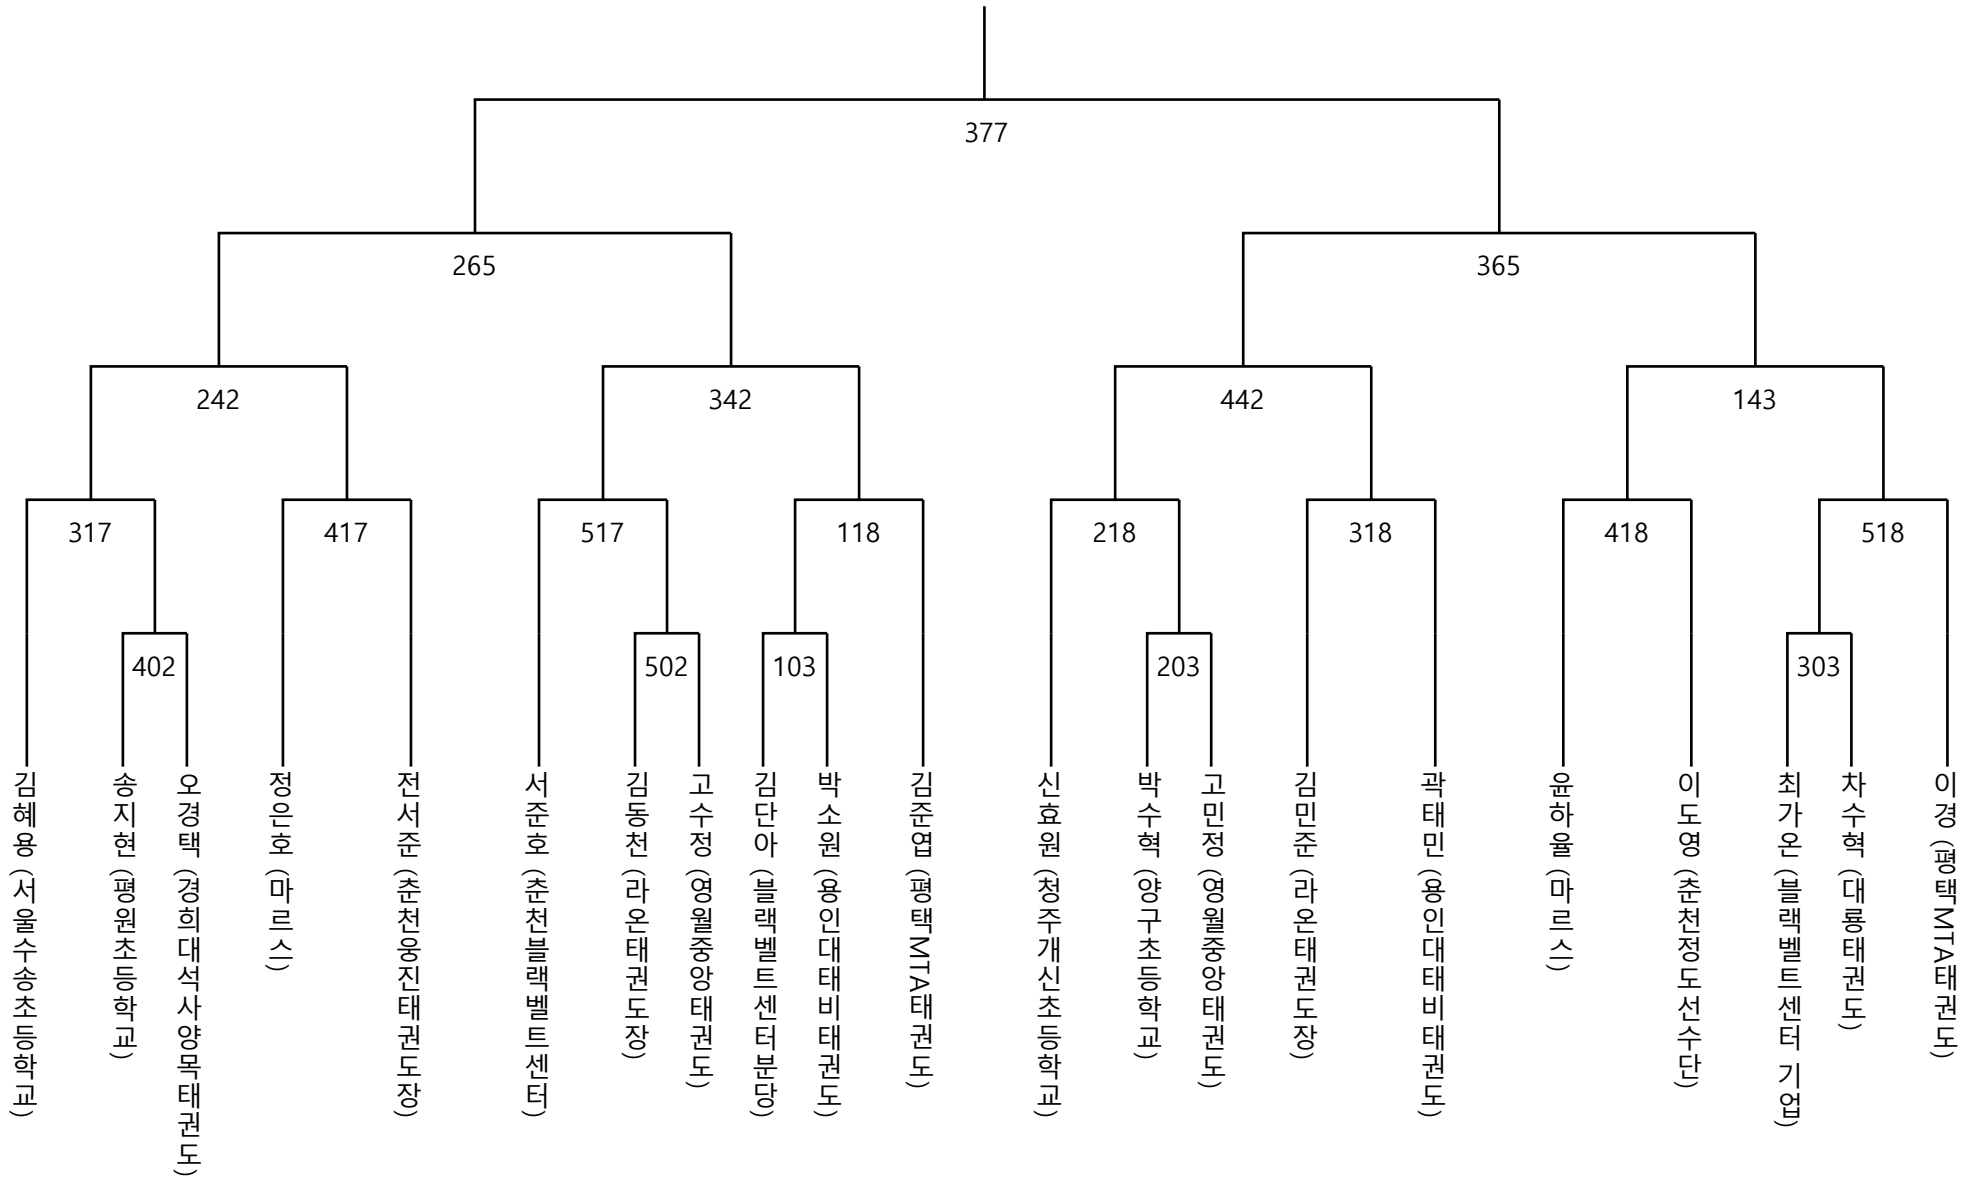 377
265
365
242
342
442
143
317
417
517
118
218
318
418
518
402
502
103
203
303
김혜용 (서울수송초등학교)
송지현 (평원초등학교)
오경택 (경희대석사양목태권도)
정은호 (마르스)
전서준 (춘천웅진태권도장)
서준호 (춘천블랙벨트센터)
김동천 (라온태권도장)
고수정 (영월중앙태권도)
김단아 (블랙벨트센터분당)
박소원 (용인대태비태권도)
김준엽 (평택MTA태권도)
신효원 (청주개신초등학교)
박수혁 (양구초등학교)
고민정 (영월중앙태권도)
김민준 (라온태권도장)
곽태민 (용인대태비태권도)
윤하율 (마르스)
이도영 (춘천정도선수단)
최가온 (블랙벨트센터 기업)
차수혁 (대룡태권도)
이경 (평택MTA태권도)